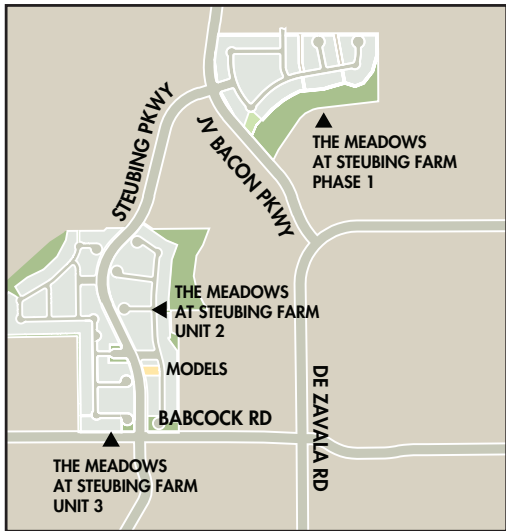 THE MEADOWS
AT STEUBING FARM
PHASE 1
STEUBING PKWY
JV BACON PKWY
THE MEADOWS
AT STEUBING FARM
UNIT 2
MODELS
DE ZAVALA RD
BABCOCK RD
THE MEADOWS
AT STEUBING FARM
UNIT 3